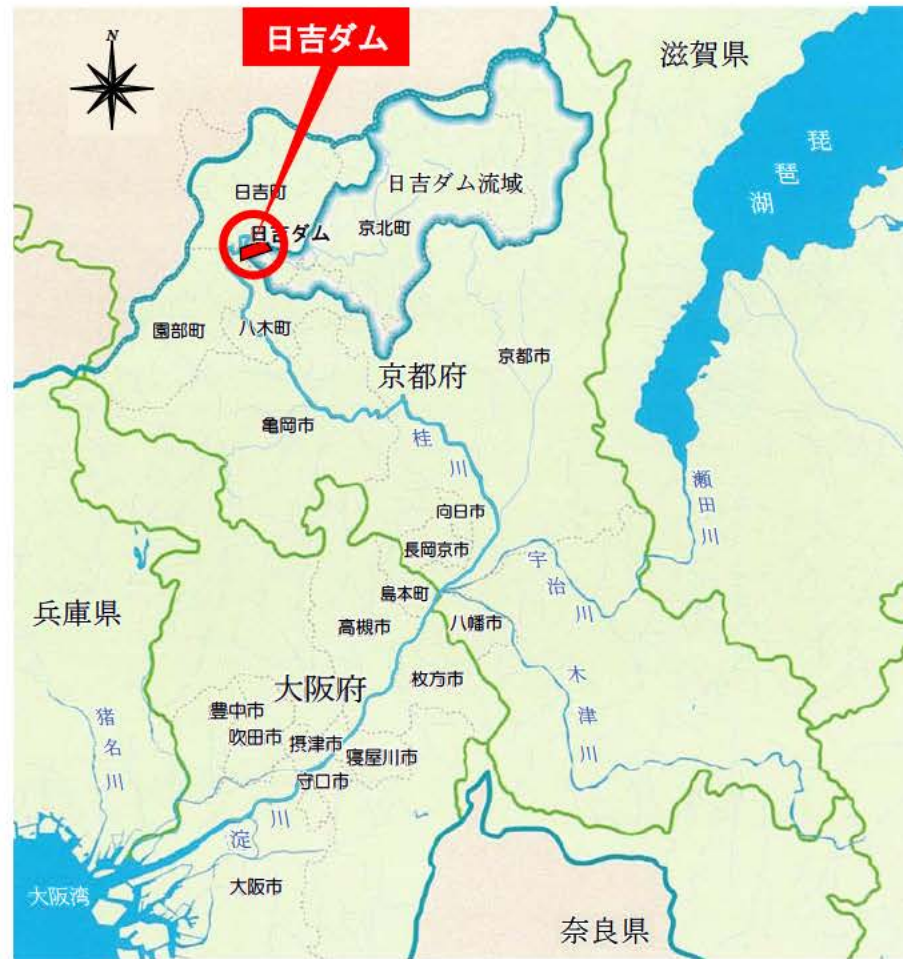 日吉ダム
N
滋賀県
琵琶湖
日吉町
日吉ダム流域
京北町
日吉ダム
園部町
八木町
京都市
京都府
亀岡市
桂川
瀬田川
向日市
長岡京市
宇治川
島本町
八幡市
兵庫県
高槻市
木津川
枚方市
大阪府
豊中市
猪名川
吹田市
摂津市
寝屋川市
守口市
淀川
大阪市
大阪湾
奈良県